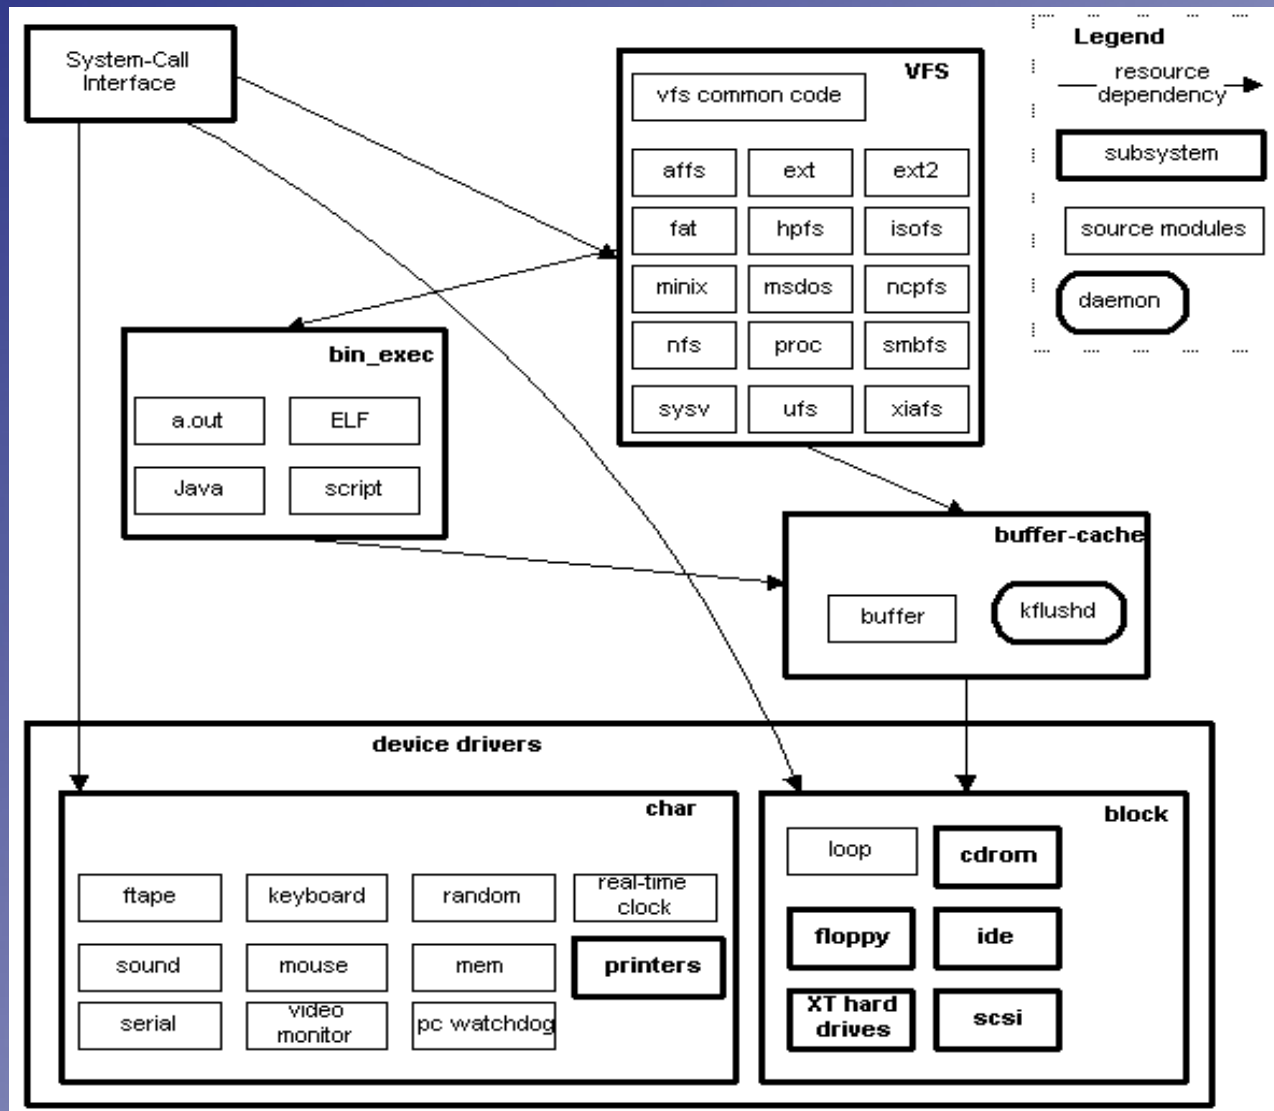 System-Call
Interface
VFS
vfs common code
affs
ext
ext2
fat
hpfs
isofs
minix
msdos
ncpfs
nfs
proc
smbfs
sysv
ufs
xiafs
Legend
resource
dependency
subsystem
source modules
daemon
bin_exec
a.out
ELF
Java
script
buffer-cache
buffer
kflushd
device drivers
char
ftape
keyboard
random
real-time
clock
sound
mouse
mem
printers
serial
video
monitor
pc watchdog
block
loop
cdrom
floppy
ide
XT hard
drives
scsi